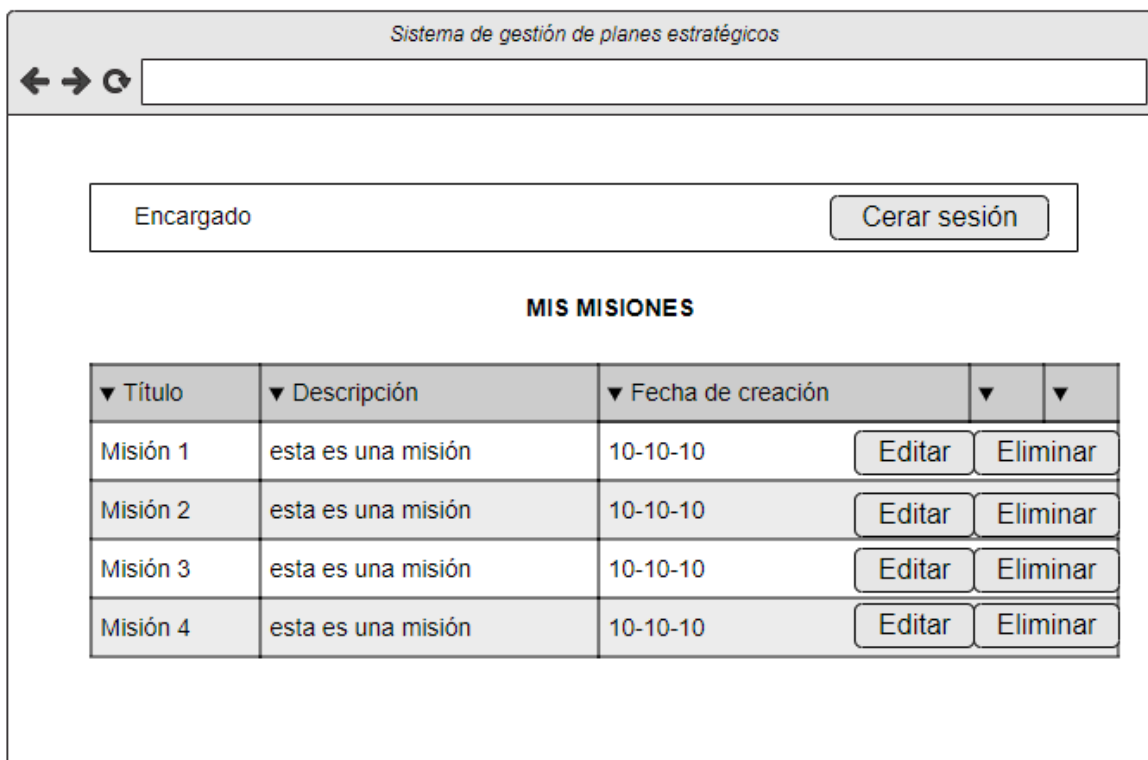 Sistema de gestión de planes estratégicos
Encargado Cerar sesión
MIS MISIONES
▼ Título ▼ Descripción ▼ Fecha de creación ▼ ▼
Misión 1 esta es una misión 10-10-10 Editar Eliminar
Misión 2 esta es una misión 10-10-10 Editar Eliminar
Misión 3 esta es una misión 10-10-10 Editar Eliminar
Misión 4 esta es una misión 10-10-10 Editar Eliminar